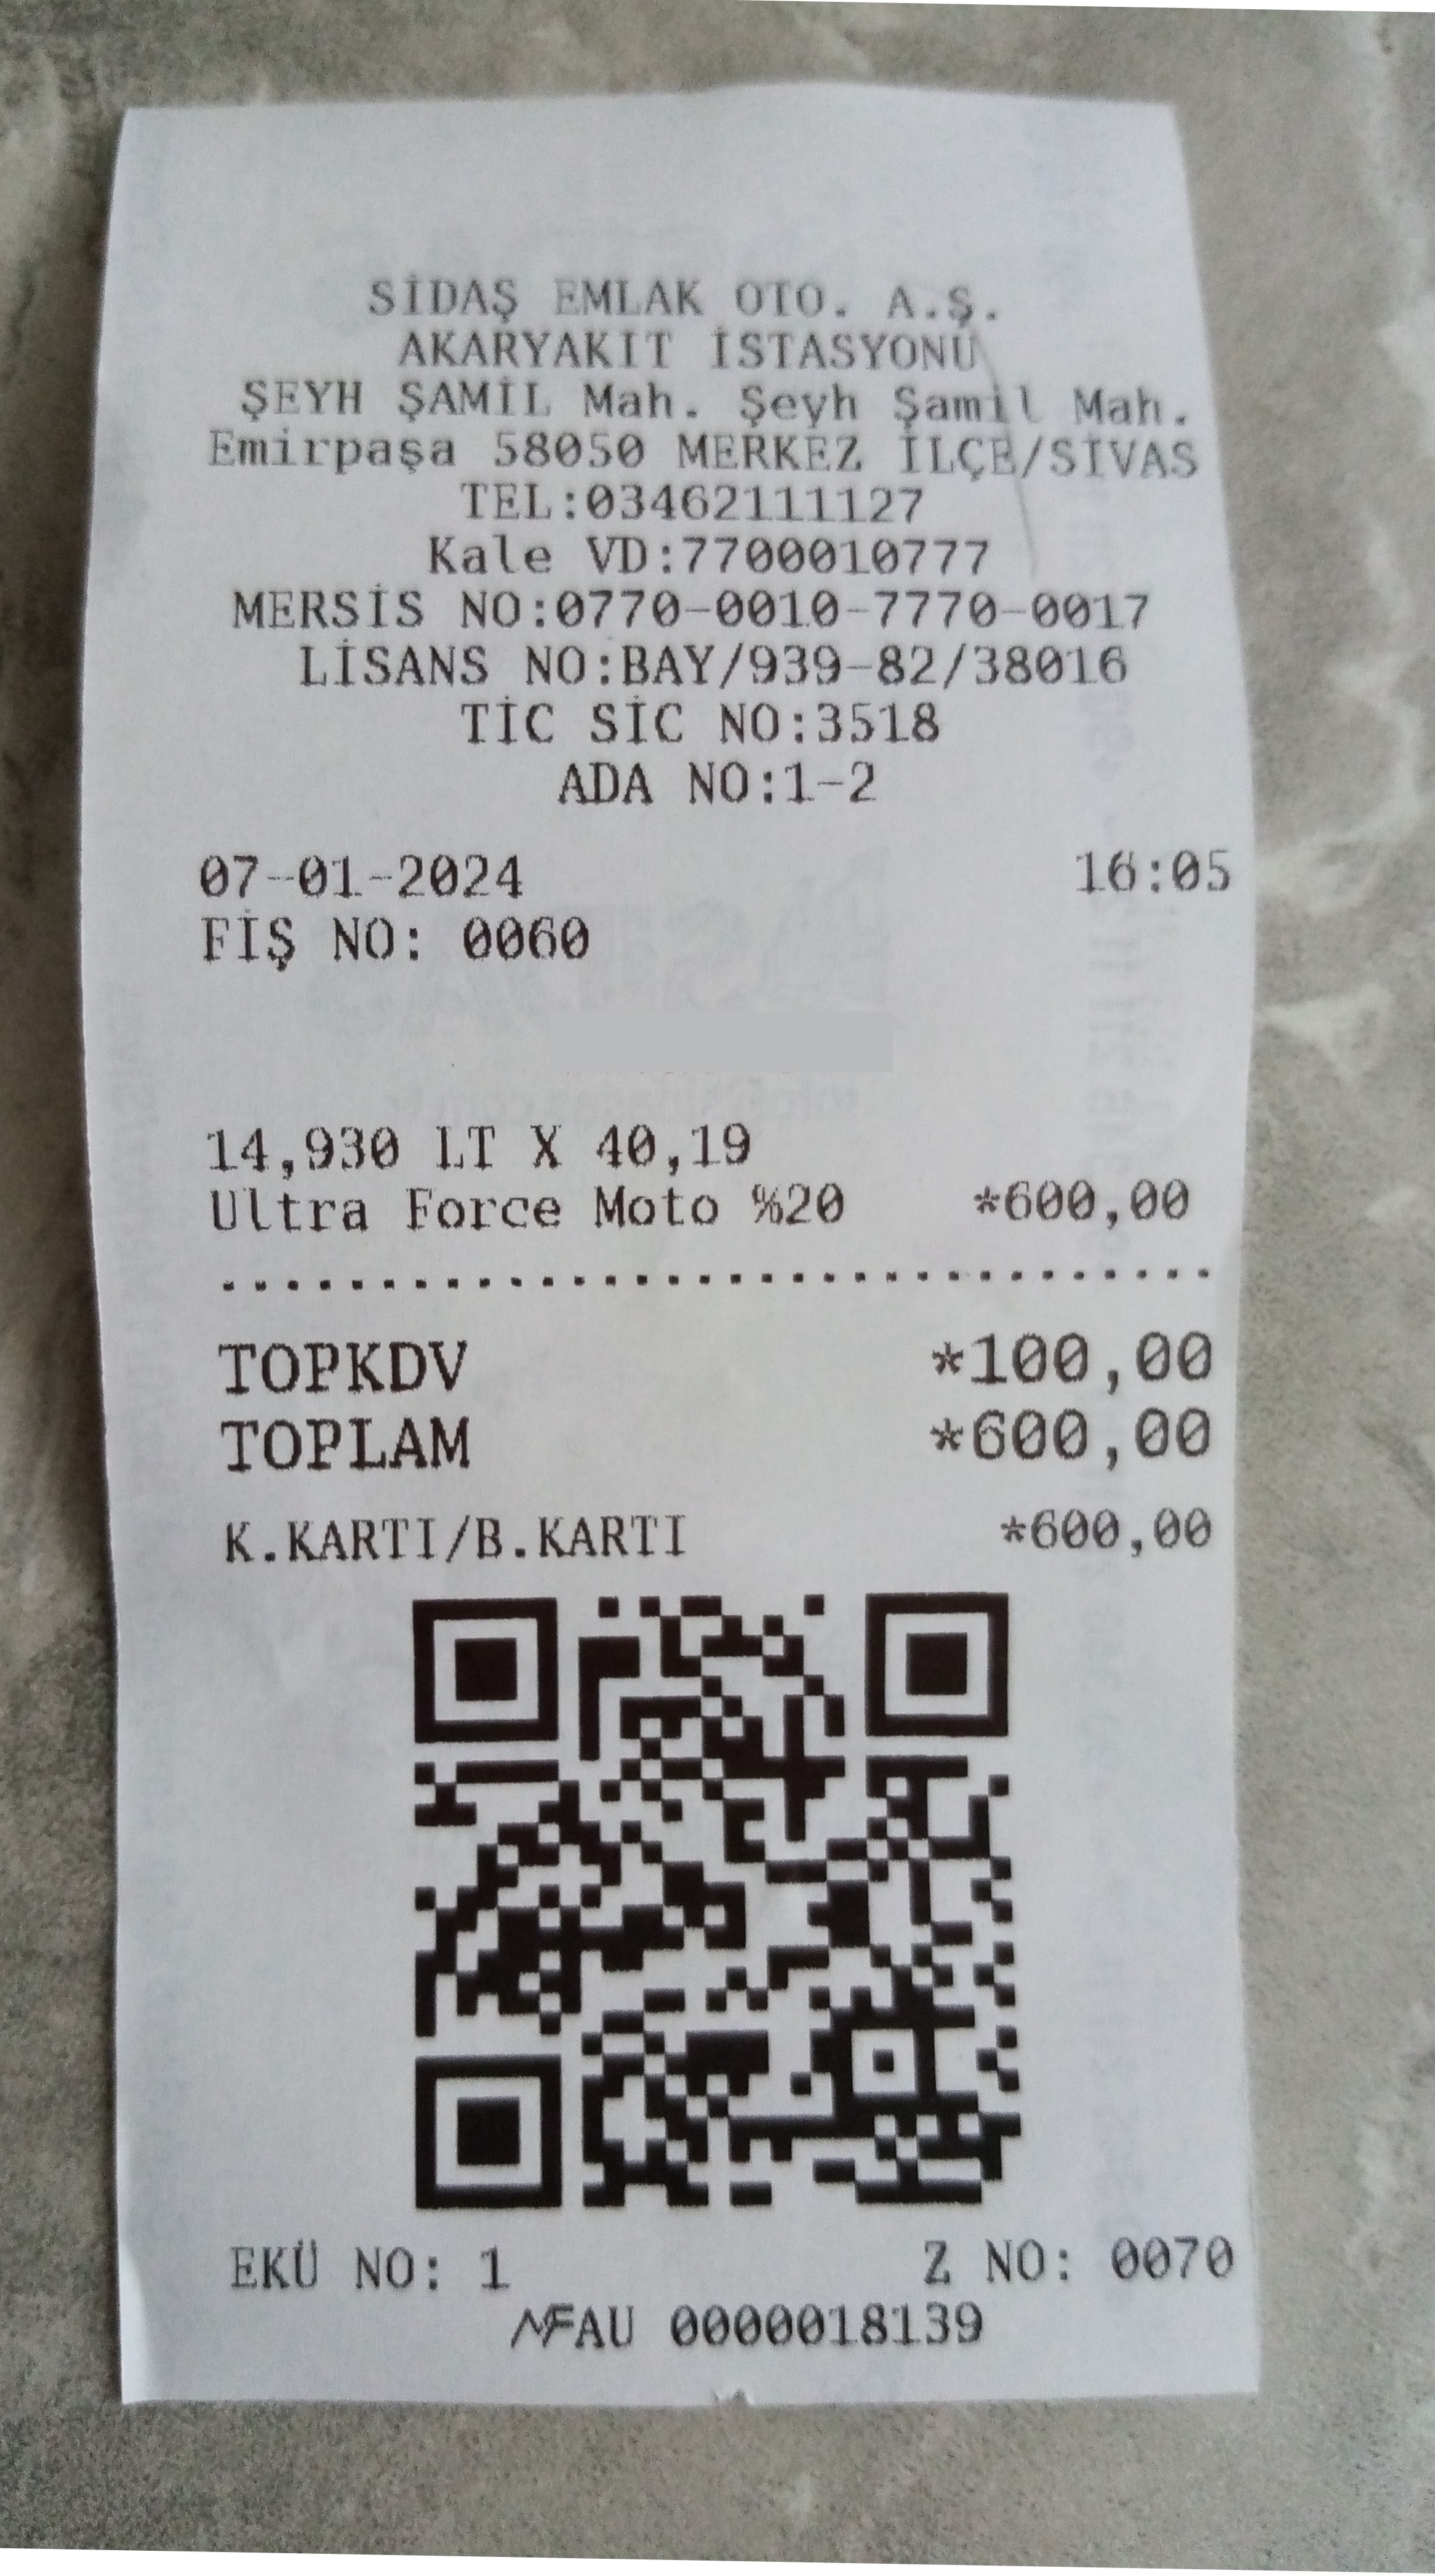 SİDAŞ EMLAK OTO. A.Ş.
AKARYAKIT İSTASYONU
ŞEYH ŞAMİL Mah. Şeyh Şamil Mah.
Emirpaşa 58050 MERKEZ İLÇE/SİVAS
TEL:03462111127
Kale VD:7700010777
MERSİS NO:0770-0010-7770-0017
LİSANS NO:BAY/939-82/38016
TİC SİC NO:3518
ADA NO:1-2
07-01-2024 16:05
FİŞ NO: 0060
14,930 LT X 40,19
Ultra Force Moto %20 *600,00
TOPKDV *100,00
TOPLAM *600,00
K.KARTI/B.KARTI *600,00
EKÜ NO: 1 Z NO: 0070
MF AU 0000018139